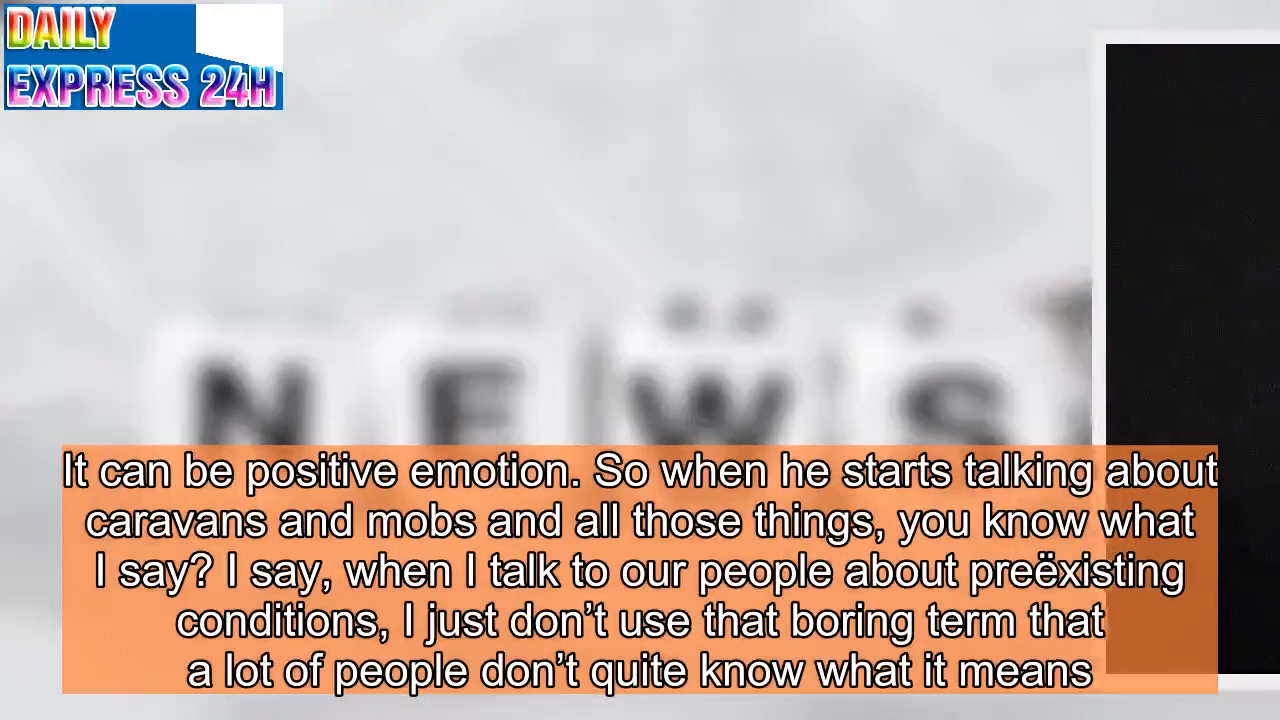 DAILY
EXPRESS 24H
NEWS
It can be positive emotion. So when he starts talking about
caravans and mobs and all those things, you know what
I say? I say, when I talk to our people about preëxisting
conditions, I just don’t use that boring term that
a lot of people don’t quite know what it means